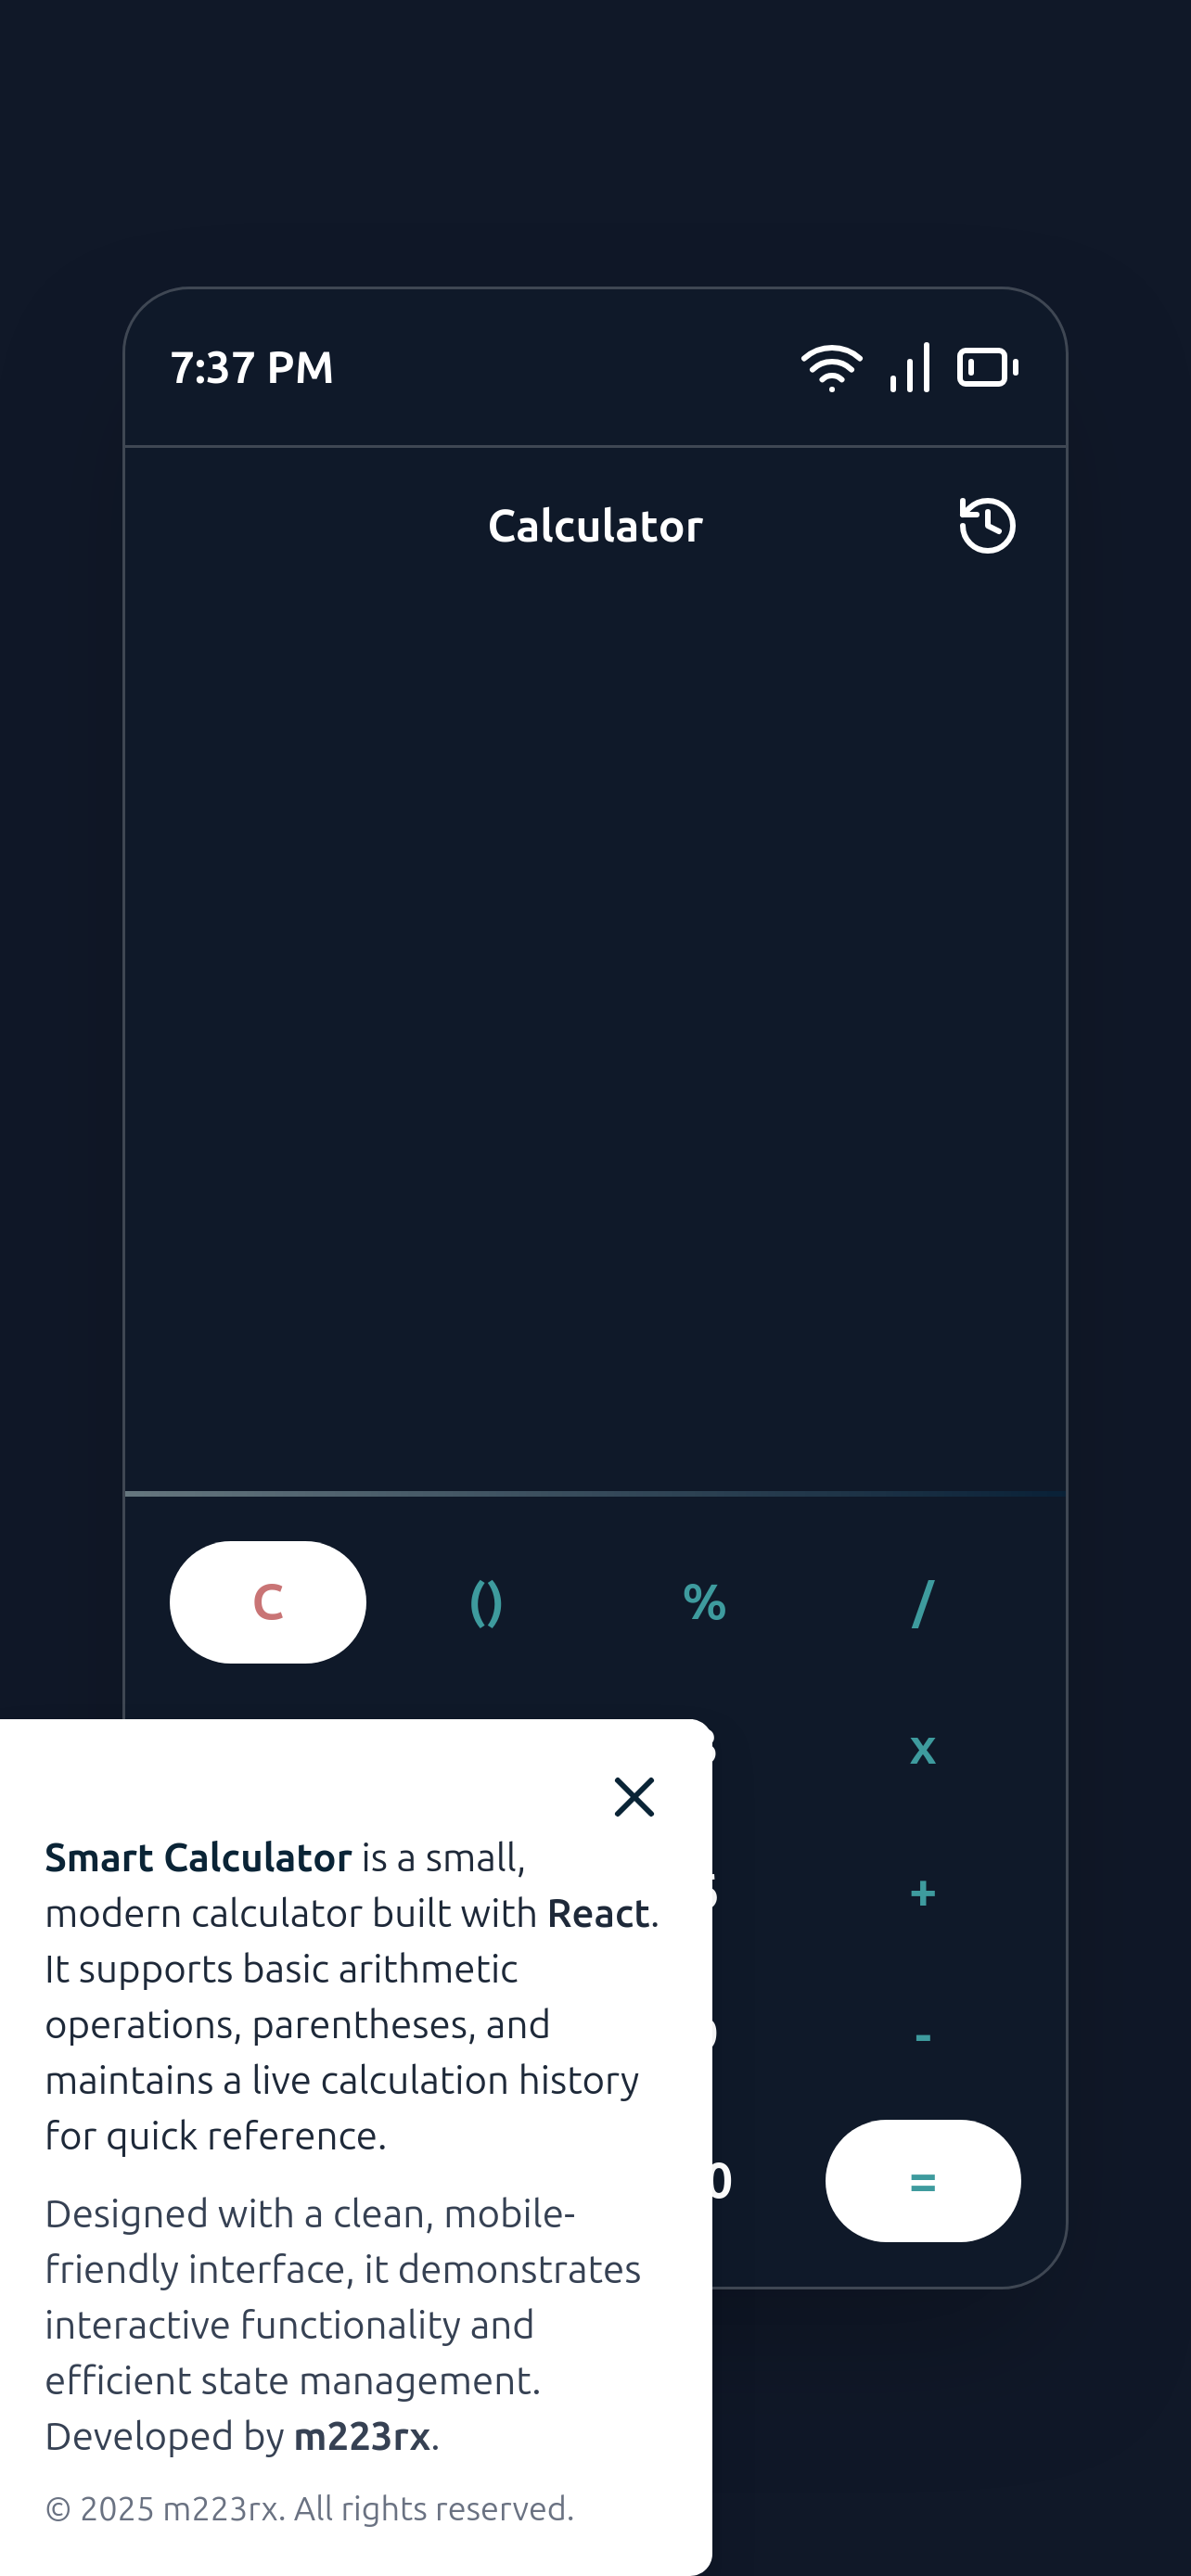 7:37 PM
Calculator
C () % /
x
+
-
0 =
Smart Calculator is a small,
modern calculator built with React.
It supports basic arithmetic
operations, parentheses, and
maintains a live calculation history
for quick reference.
Designed with a clean, mobile-
friendly interface, it demonstrates
interactive functionality and
efficient state management.
Developed by m223rx.
© 2025 m223rx. All rights reserved.